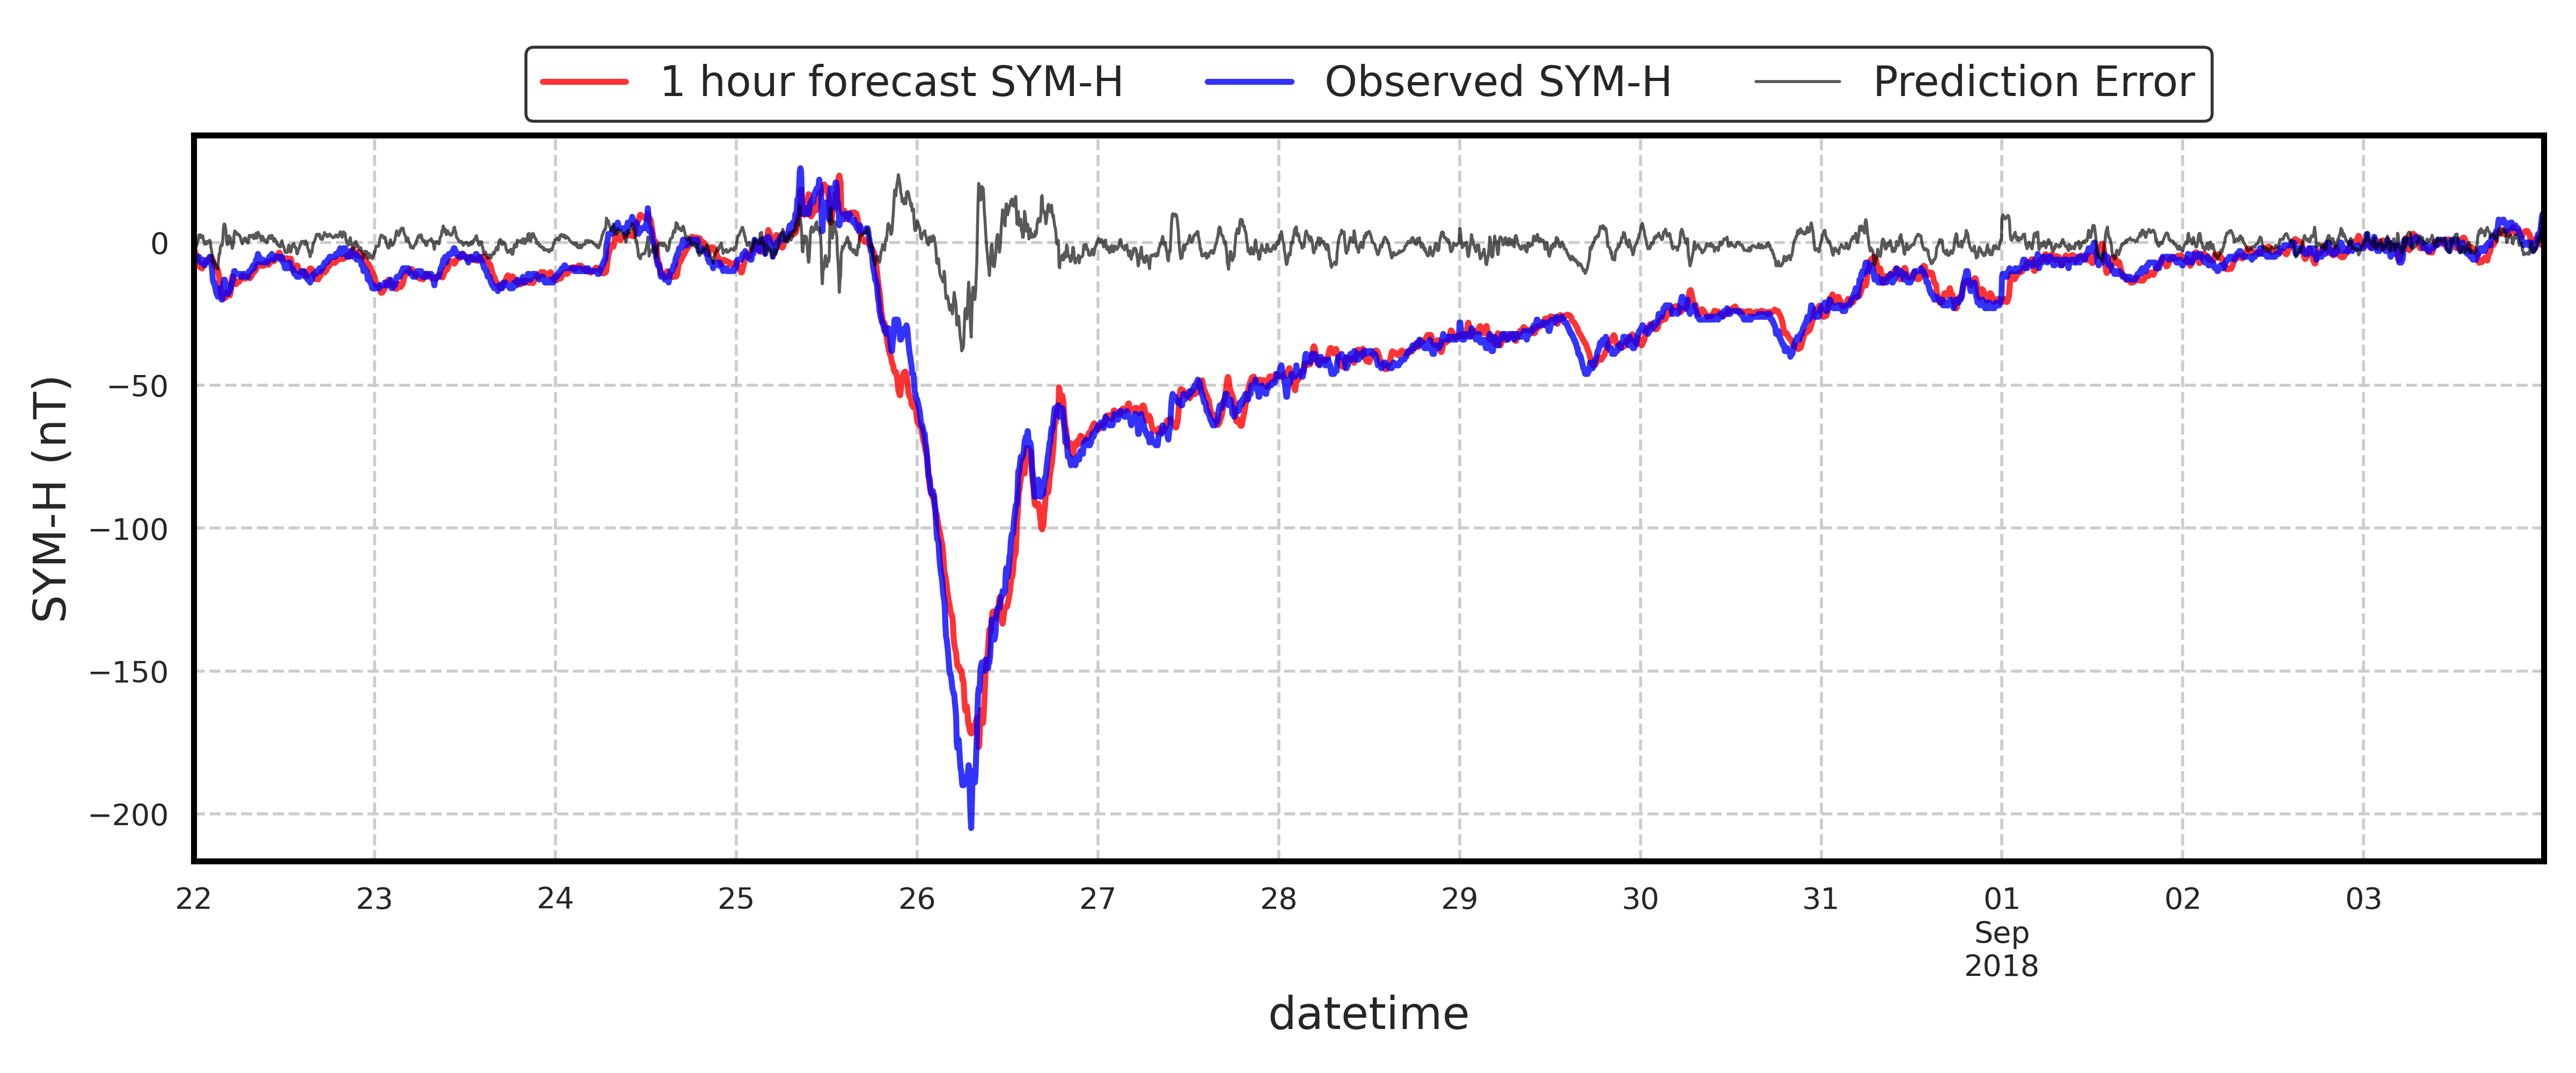 1 hour forecast SYM-H Observed SYM-H Prediction Error
SYM-H (nT)
0
−50
−100
−150
−200
22 23 24 25 26 27 28 29 30 31 01 02 03
Sep
2018
datetime